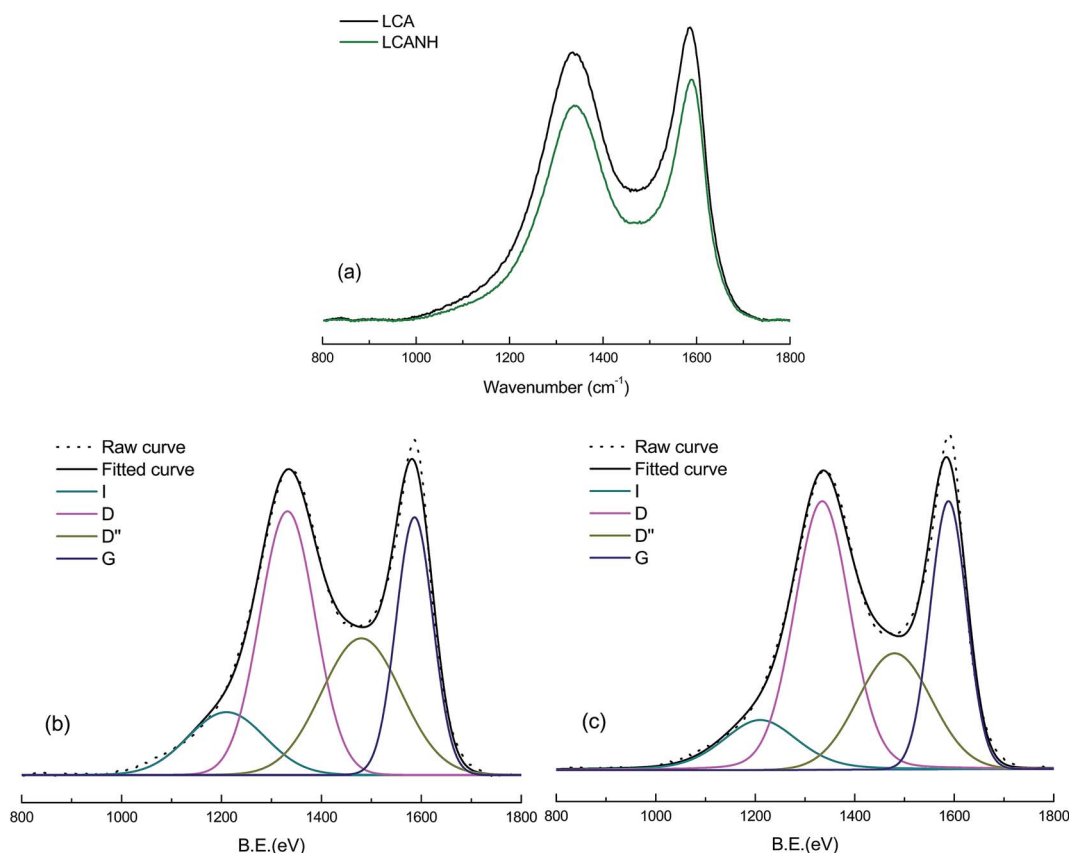 LCA
LCANH
(a)
800 1000 1200 1400 1600 1800
Wavenumber (cm-1)
Raw curve
Fitted curve
I
D
D"
G
(b)
800 1000 1200 1400 1600 1800
B.E.(eV)
Raw curve
Fitted curve
I
D
D"
G
(c)
800 1000 1200 1400 1600 1800
B.E.(eV)